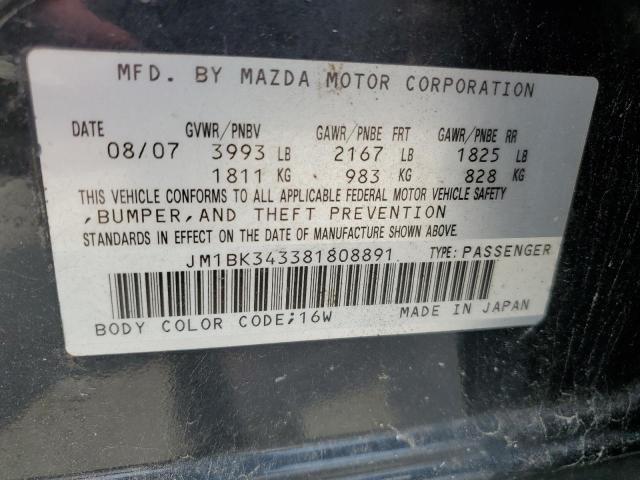 MFD. BY MAZDA MOTOR CORPORATION
DATE GVWR/PNBV GAWR/PNBE FRT GAWR/PNBE RR
08/07 3993 LB 2167 LB 1825 LB
1811 KG 983 KG 828 KG
THIS VEHICLE CONFORMS TO ALL APPLICABLE FEDERAL MOTOR VEHICLE SAFETY
,BUMPER,AND THEFT PREVENTION
STANDARDS IN EFFECT ON THE DATE OF MANUFACTURE SHOWN ABOVE.
JM1BK343381808891 TYPE: PASSENGER
BODY COLOR CODE;16W MADE IN JAPAN